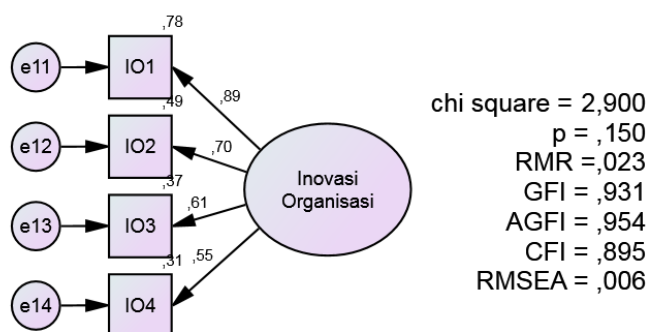 ,78
e11
IO1
,89
,49
e12
IO2
,70
,37
e13
IO3
,61
,31
,55
e14
IO4
Inovasi
Organisasi
chi square = 2,900
p = ,150
RMR =,023
GFI = ,931
AGFI = ,954
CFI = ,895
RMSEA = ,006